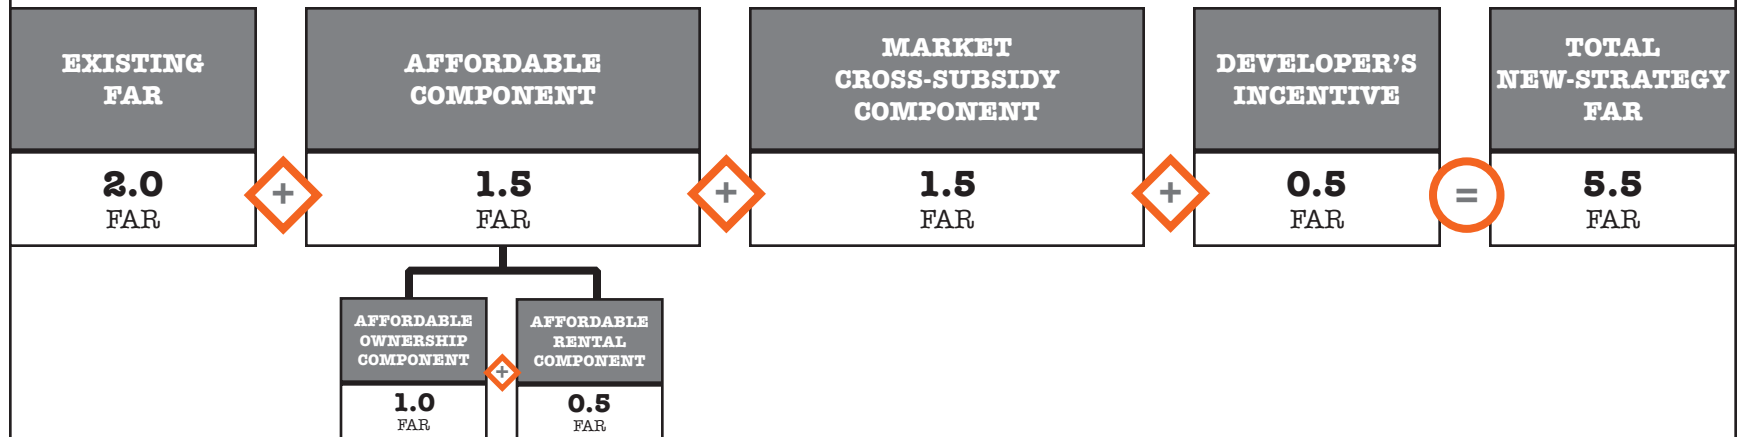 EXISTING
FAR
2.0
FAR
+
AFFORDABLE
COMPONENT
1.5
FAR
+
MARKET
CROSS-SUBSIDY
COMPONENT
1.5
FAR
+
DEVELOPER'S
INCENTIVE
0.5
FAR
=
TOTAL
NEW-STRATEGY
FAR
5.5
FAR
AFFORDABLE
OWNERSHIP
COMPONENT
1.0
FAR
+
AFFORDABLE
RENTAL
COMPONENT
0.5
FAR